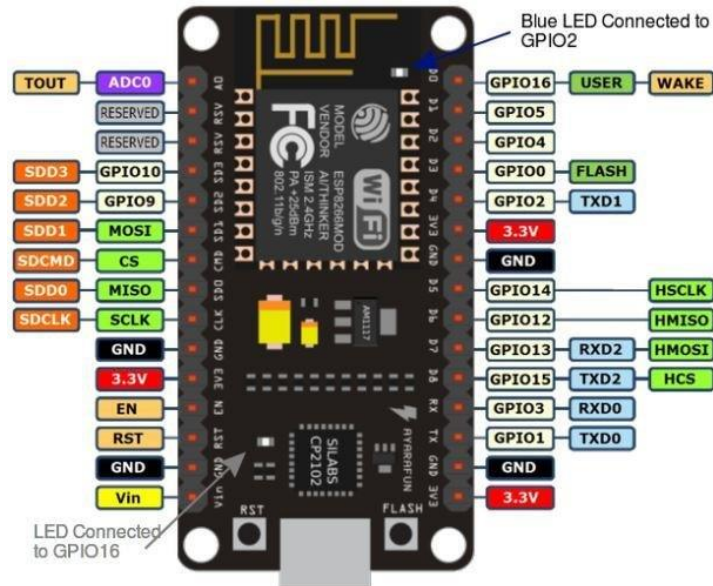 Blue LED Connected to
GPIO2
TOUT ADC0 A0 D0 GPIO16 USER WAKE
RESERVED RSV D1 GPIO5
RESERVED RSV D2 GPIO4
SDD3 GPIO10 SD3 D3 GPIO0 FLASH
SDD2 GPIO9 SD2 D4 GPIO2 TXD1
SDD1 MOSI SD1 3V3 3.3V
SDCMD CS CMD GND GND
SDD0 MISO SD0 D5 GPIO14 HSCLK
SDCLK SCLK CLK D6 GPIO12 HMISO
GND GND D7 GPIO13 RXD2 HMOSI
3.3V 3V3 D8 GPIO15 TXD2 HCS
EN EN RX GPIO3 RXD0
RST RST TX GPIO1 TXD0
GND GND GND GND
Vin Vin 3V3 3.3V
MODEL
VENDOR
ESP8266MOD
AI/THINKER
ISM 2.4GHz
PA +25dBm
802.11b/g/n
FC
WiFi
AM1117
SILABS
CP2102
AYARAFUN
RST
FLASH
LED Connected
to GPIO16